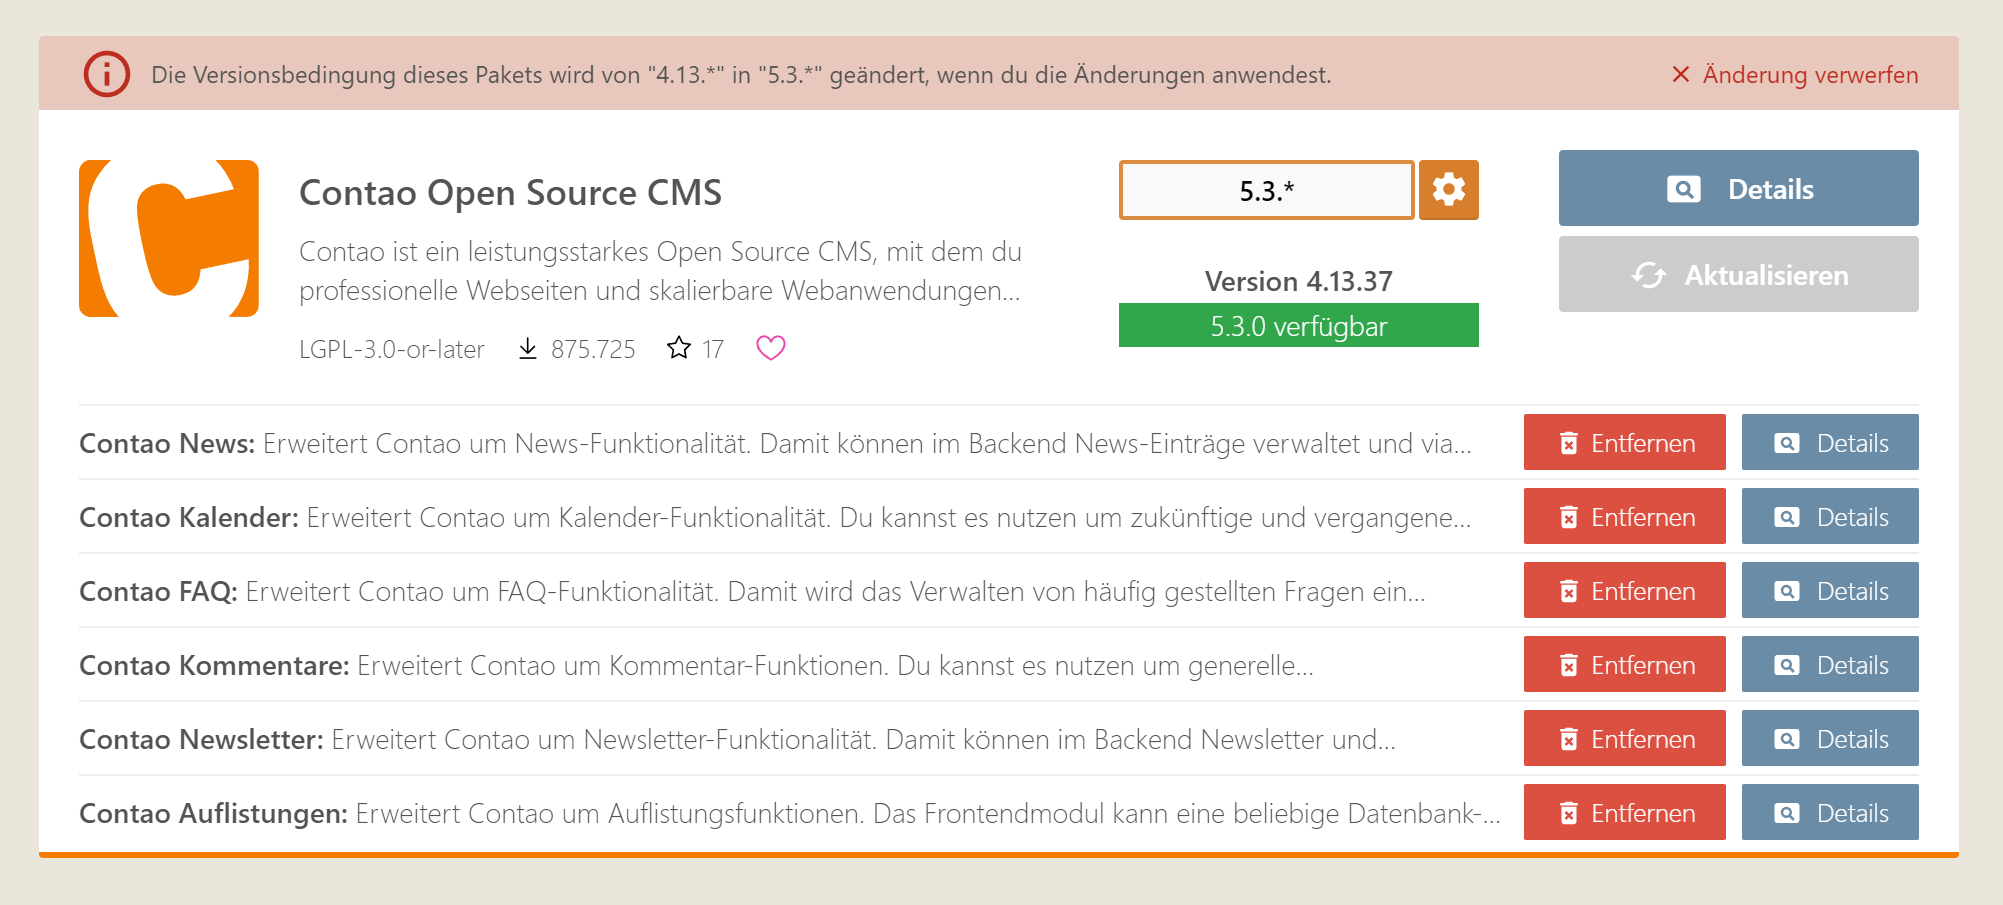 Die Versionsbedingung dieses Pakets wird von "4.13.*" in "5.3.*" geändert, wenn du die Änderungen anwendest.
Änderung verwerfen
Contao Open Source CMS
Contao ist ein leistungsstarkes Open Source CMS, mit dem du
professionelle Webseiten und skalierbare Webanwendungen...
LGPL-3.0-or-later 875.725 17
5.3.*
Version 4.13.37
5.3.0 verfügbar
Details
Aktualisieren
Contao News: Erweitert Contao um News-Funktionalität. Damit können im Backend News-Einträge verwaltet und via... Entfernen Details
Contao Kalender: Erweitert Contao um Kalender-Funktionalität. Du kannst es nutzen um zukünftige und vergangene... Entfernen Details
Contao FAQ: Erweitert Contao um FAQ-Funktionalität. Damit wird das Verwalten von häufig gestellten Fragen ein... Entfernen Details
Contao Kommentare: Erweitert Contao um Kommentar-Funktionen. Du kannst es nutzen um generelle... Entfernen Details
Contao Newsletter: Erweitert Contao um Newsletter-Funktionalität. Damit können im Backend Newsletter und... Entfernen Details
Contao Auflistungen: Erweitert Contao um Auflistungsfunktionen. Das Frontendmodul kann eine beliebige Datenbank-... Entfernen Details